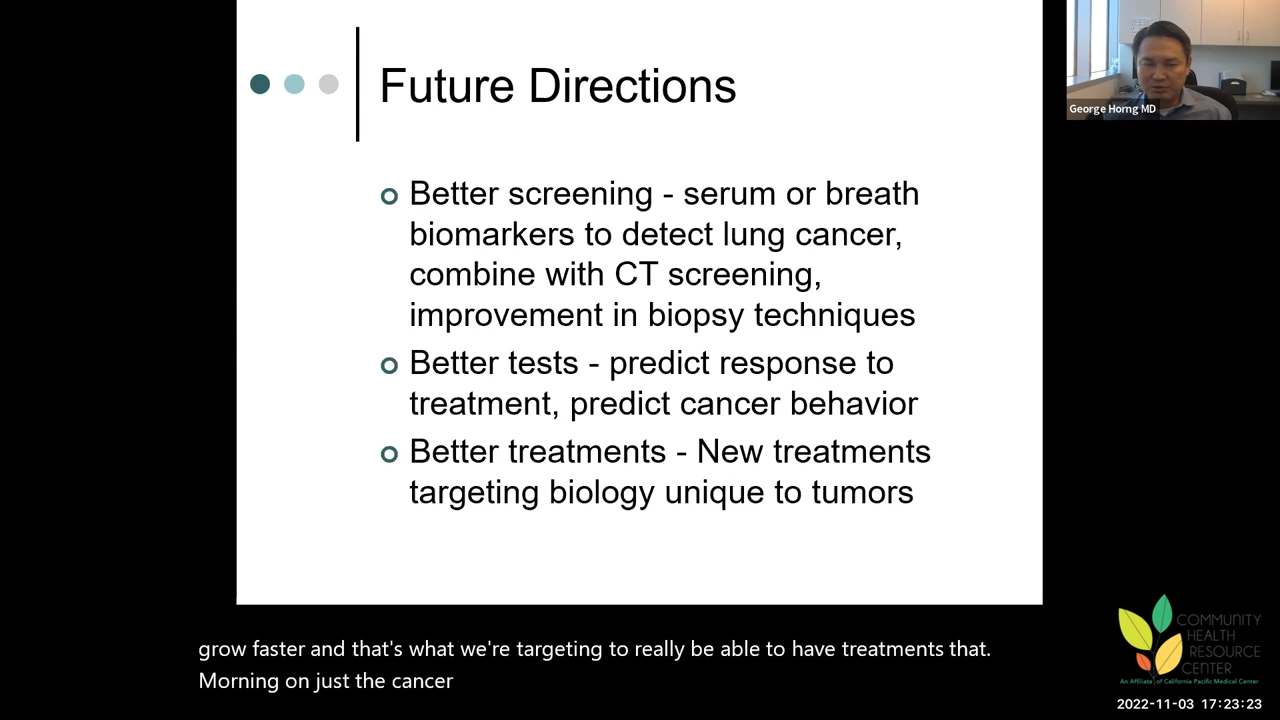 Future Directions
George Horng MD
Better screening - serum or breath
biomarkers to detect lung cancer,
combine with CT screening,
improvement in biopsy techniques
Better tests - predict response to
treatment, predict cancer behavior
Better treatments - New treatments
targeting biology unique to tumors
grow faster and that's what we're targeting to really be able to have treatments that.
Morning on just the cancer
COMMUNITY
HEALTH
RESOURCE
CENTER
An Affiliate of California Pacific Medical Center
2022-11-03 17:23:23